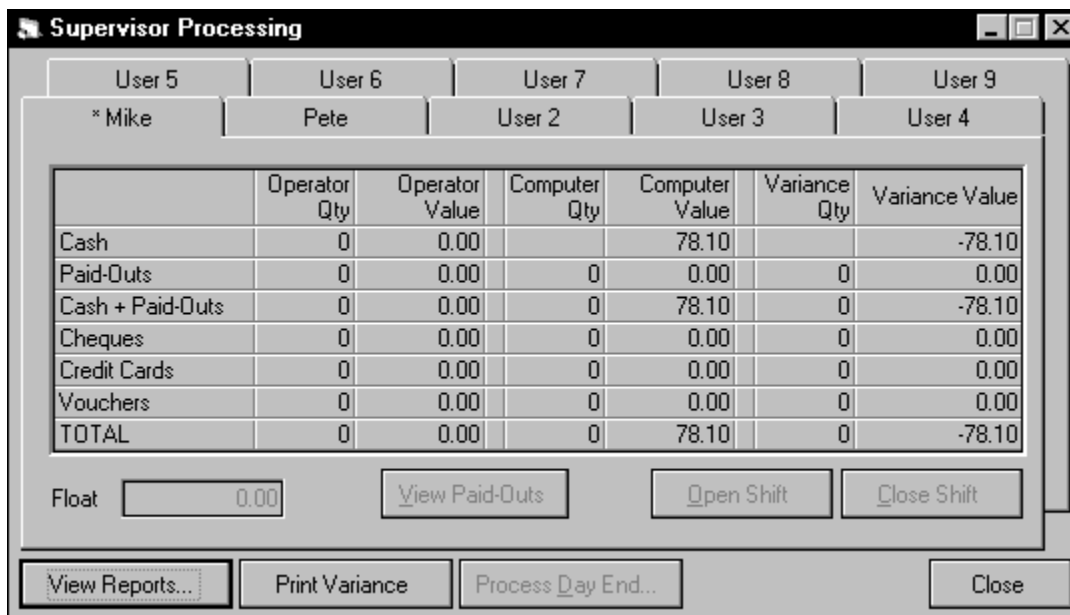 Supervisor Processing
User 5 User 6 User 7 User 8 User 9
* Mike Pete User 2 User 3 User 4
Operator Qty Operator Value Computer Qty Computer Value Variance Qty Variance Value
Cash 0 0.00 78.10 -78.10
Paid-Outs 0 0.00 0 0.00 0 0.00
Cash + Paid-Outs 0 0.00 0 78.10 0 -78.10
Cheques 0 0.00 0 0.00 0 0.00
Credit Cards 0 0.00 0 0.00 0 0.00
Vouchers 0 0.00 0 0.00 0 0.00
TOTAL 0 0.00 0 78.10 0 -78.10
Float 0.00 View Paid-Outs Open Shift Close Shift
View Reports... Print Variance Process Day End... Close